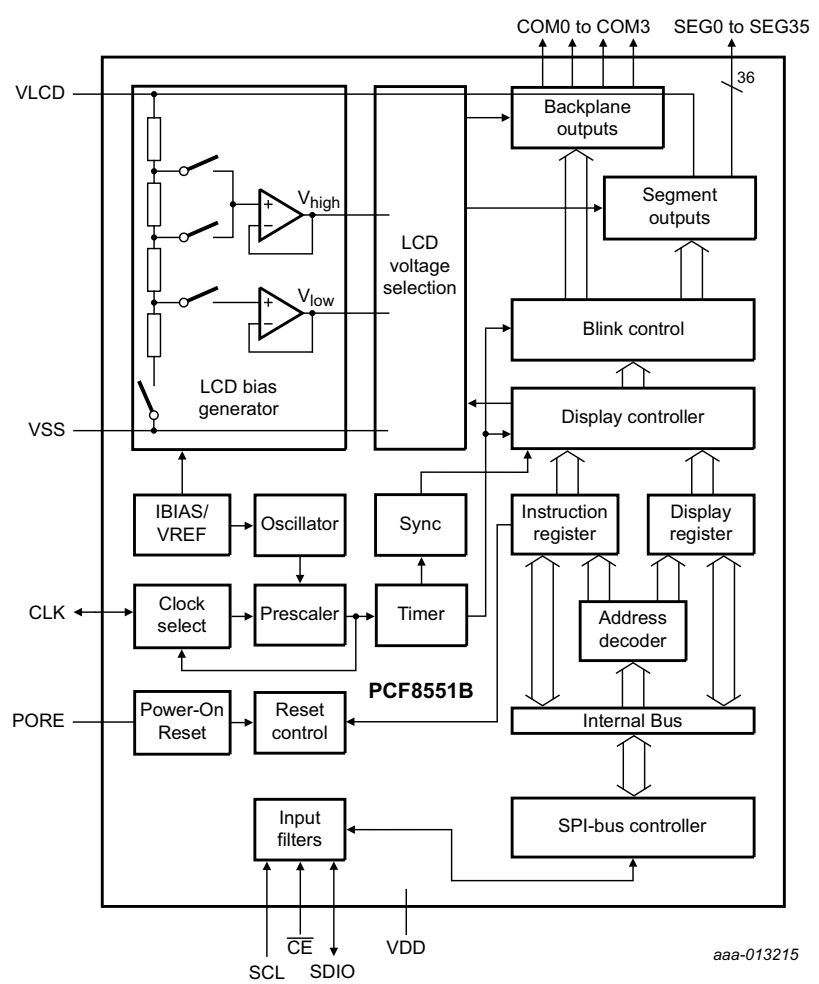 COM0 to COM3
SEG0 to SEG35
36
VLCD
Backplane
outputs
Segment
outputs
Vhigh
Vlow
LCD
voltage
selection
LCD bias
generator
Blink control
Display controller
VSS
IBIAS/
VREF
Oscillator
Sync
Instruction
register
Display
register
CLK
Clock
select
Prescaler
Timer
Address
decoder
PCF8551B
PORE
Power-On
Reset
Reset
control
Internal Bus
Input
filters
SPI-bus controller
SCL
CE
SDIO
VDD
aaa-013215
+
−
+
−